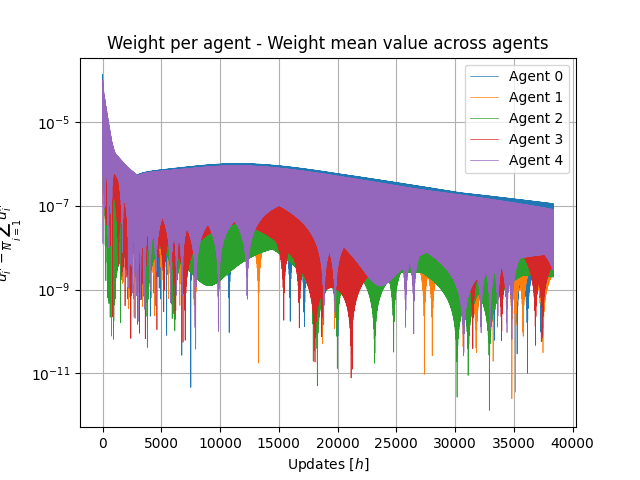 Weight per agent - Weight mean value across agents
Agent 0
Agent 1
Agent 2
Agent 3
Agent 4
10⁻⁵
10⁻⁷
10⁻⁹
10⁻¹¹
0 5000 10000 15000 20000 25000 30000 35000 40000
Updates [h]